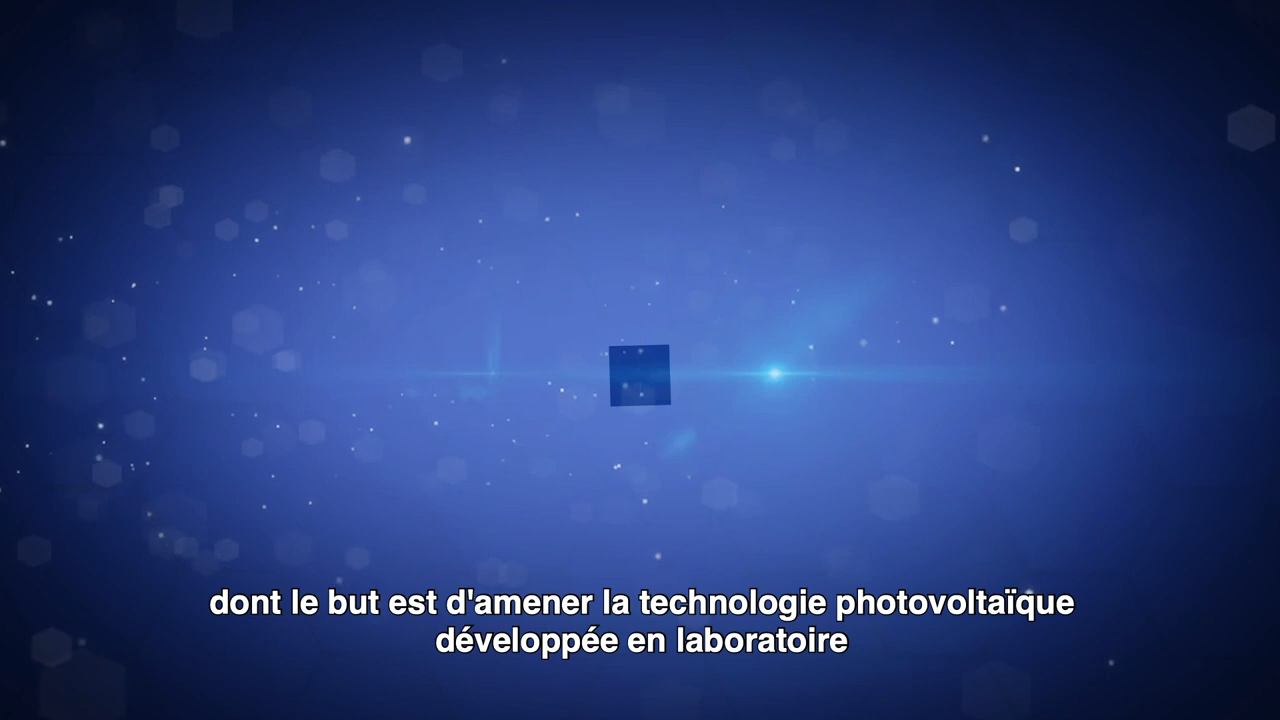 dont le but est d'amener la technologie photovoltaïque
développée en laboratoire